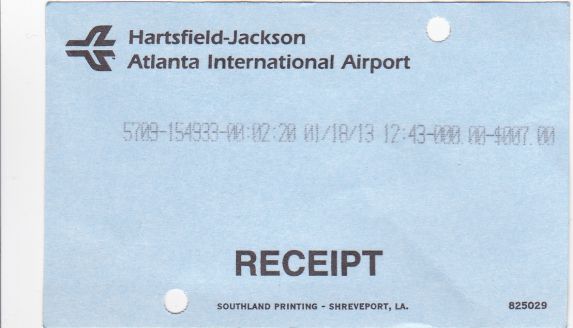 Hartsfield-Jackson
Atlanta International Airport
5709-154933-00:02:20 01/18/13 12:43-000.00-$007.00
RECEIPT
SOUTHLAND PRINTING - SHREVEPORT, LA.
825029